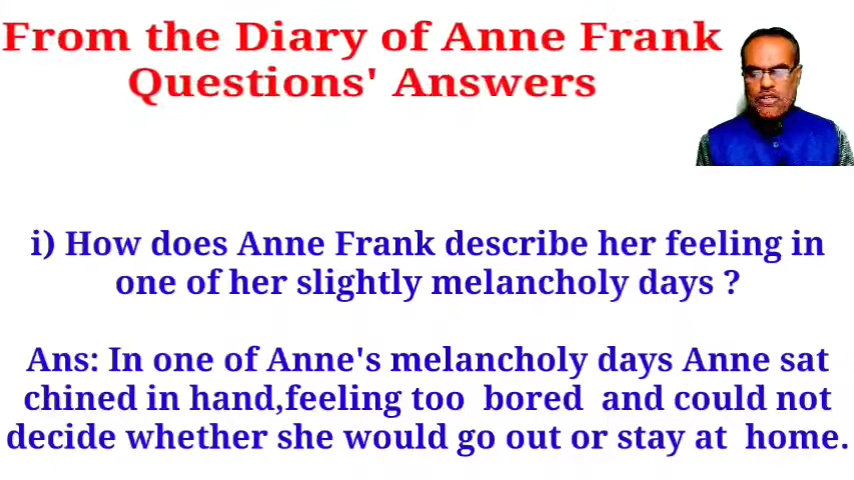 From the Diary of Anne Frank
Questions' Answers
i) How does Anne Frank describe her feeling in
one of her slightly melancholy days ?
Ans: In one of Anne's melancholy days Anne sat
chined in hand,feeling too bored and could not
decide whether she would go out or stay at home.